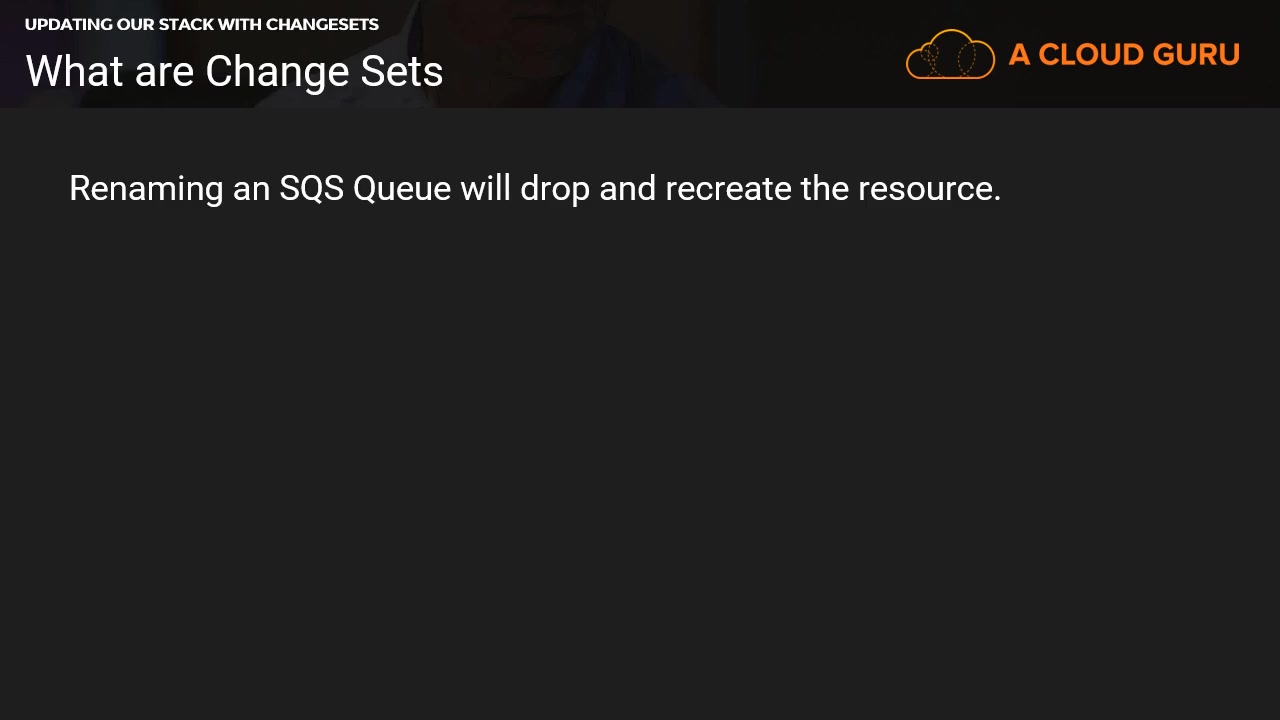 UPDATING OUR STACK WITH CHANGESETS
What are Change Sets
A CLOUD GURU
Renaming an SQS Queue will drop and recreate the resource.